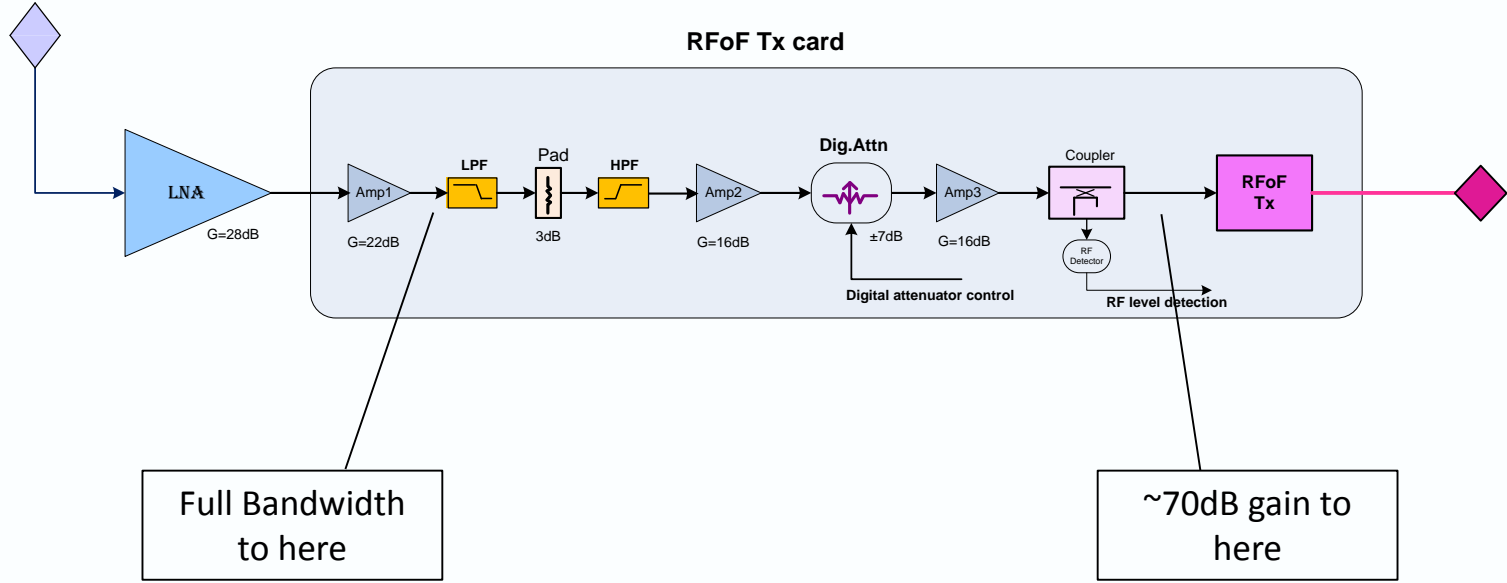 RFoF Tx card
LNA
G=28dB
Amp1
G=22dB
LPF
Pad
3dB
HPF
Amp2
G=16dB
Dig.Attn
±7dB
Digital attenuator control
Amp3
G=16dB
Coupler
RF
Detector
RF level detection
RFoF
Tx
Full Bandwidth
to here
~70dB gain to
here